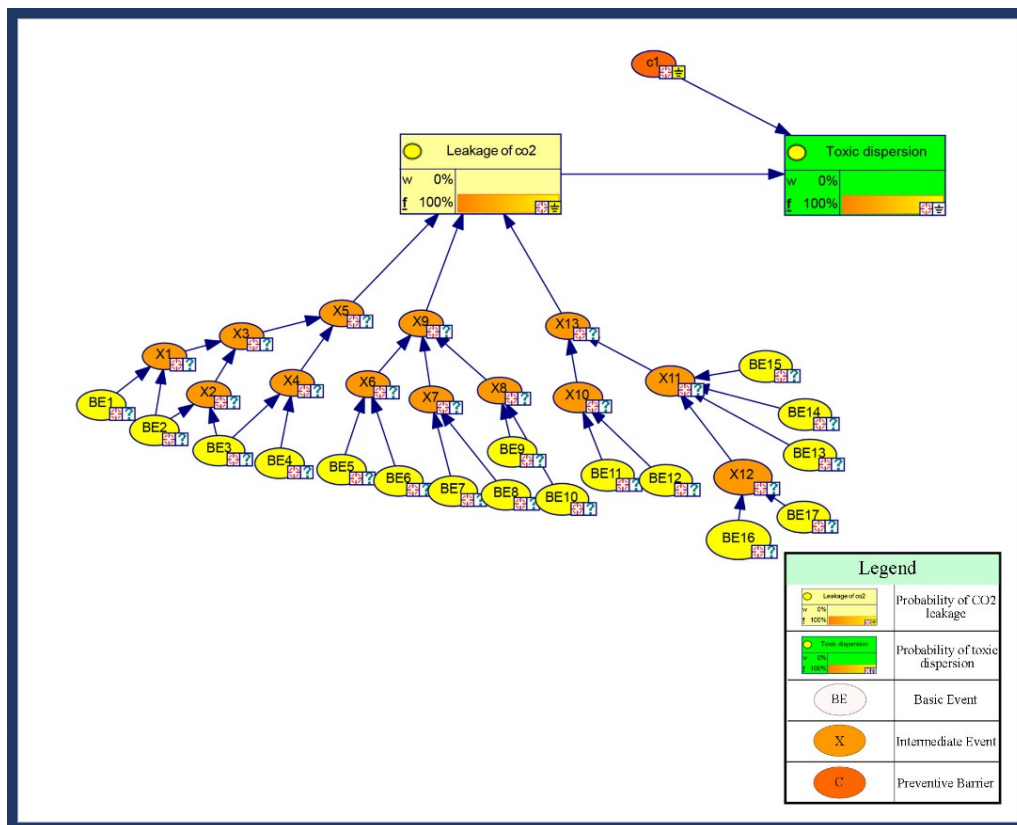 c1
Leakage of co2
w 0%
f 100%
Toxic dispersion
w 0%
f 100%
X5
X9
X13
X3
X1
X4
X6
X7
X8
X10
X11
BE15
X2
BE1
BE2
BE14
BE3
BE4
BE5
BE6
BE7
BE8
BE9
BE10
BE11
BE12
BE13
X12
BE17
BE16
Legend
Leakage of co2
w 0%
f 100%
Probability of CO2
leakage
Toxic dispersion
w 0%
f 100%
Probability of toxic
dispersion
BE
Basic Event
X
Intermediate Event
C
Preventive Barrier